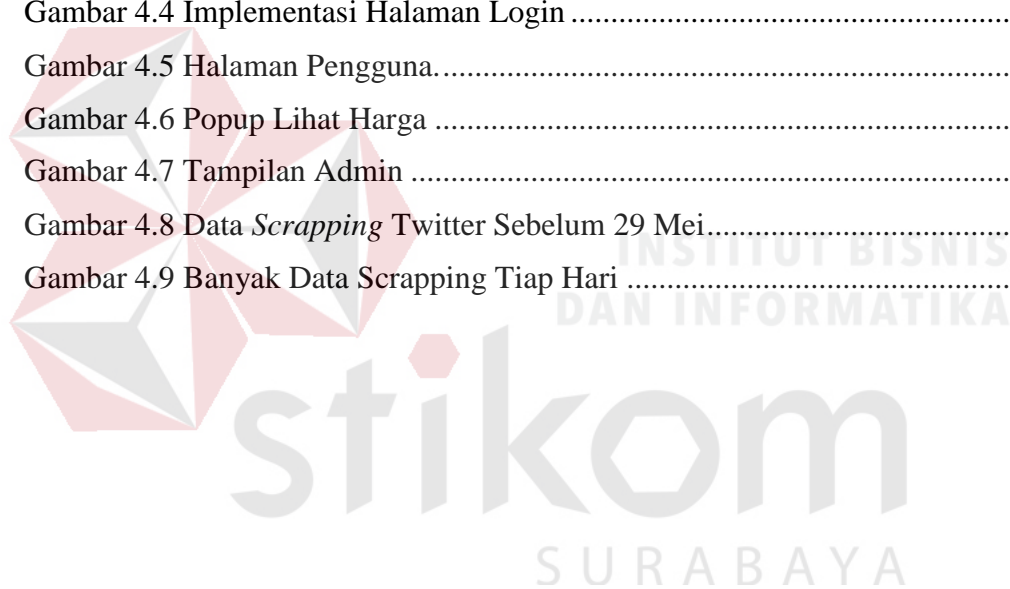 Gambar 4.4 Implementasi Halaman Login ......................................................
Gambar 4.5 Halaman Pengguna.......................................................................
Gambar 4.6 Popup Lihat Harga .......................................................................
Gambar 4.7 Tampilan Admin ..........................................................................
Gambar 4.8 Data Scrapping Twitter Sebelum 29 Mei......................................
Gambar 4.9 Banyak Data Scrapping Tiap Hari ................................................
INSTITUT BISNIS
DAN INFORMATIKA
stikom
SURABAYA